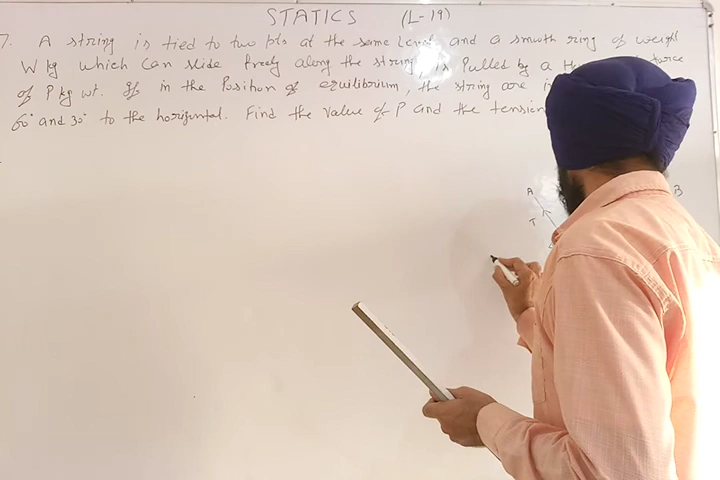 STATICS (L-19)
7. A string is tied to two pts at the same Level and a smooth ring of weight
W kg which can slide freely along the string is pulled by a force
of P kg wt. If in the position of equilibrium, the string are
60° and 30° to the horizontal. Find the value of P and the tension
A B
T